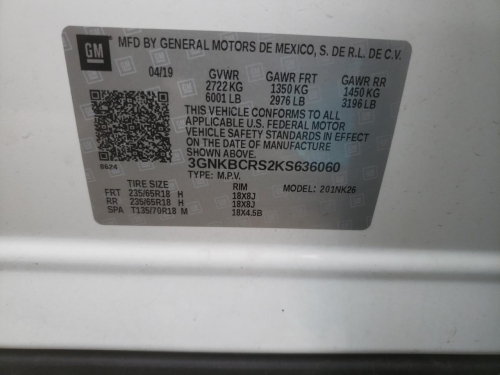 GM
MFD BY GENERAL MOTORS DE MEXICO, S. DE R.L. DE C.V.
04/19 GVWR GAWR FRT GAWR RR
2722 KG 1350 KG 1450 KG
6001 LB 2976 LB 3196 LB
THIS VEHICLE CONFORMS TO ALL
APPLICABLE U.S. FEDERAL MOTOR
VEHICLE SAFETY STANDARDS IN EFFECT
ON THE DATE OF MANUFACTURE
SHOWN ABOVE.
3GNKBCRS2KS636060
8624 TYPE: M.P.V.
TIRE SIZE RIM MODEL: 201NK26
FRT 235/65R18 H 18X8J
RR 235/65R18 H 18X8J
SPA T135/70R18 M 18X4.5B